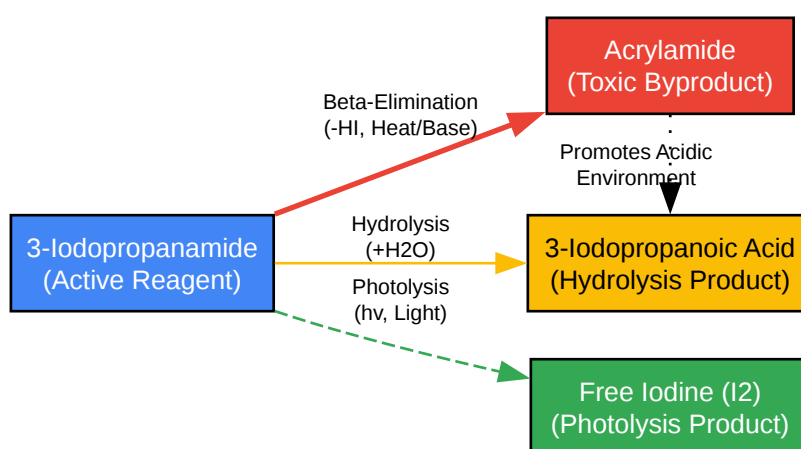 Acrylamide
(Toxic Byproduct)
Beta-Elimination
(-HI, Heat/Base)
Promotes Acidic
Environment
3-Iodopropanamide
(Active Reagent)
Hydrolysis
(+H2O)
3-Iodopropanoic Acid
(Hydrolysis Product)
Photolysis
(hv, Light)
Free Iodine (I2)
(Photolysis Product)